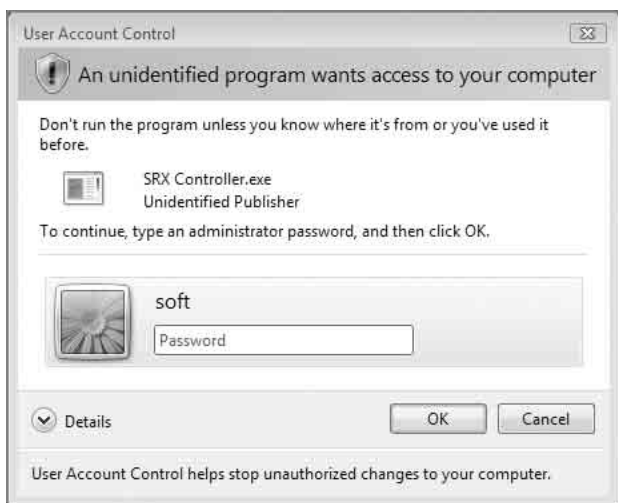 User Account Control
An unidentified program wants access to your computer
Don't run the program unless you know where it's from or you've used it
before.
SRX Controller.exe
Unidentified Publisher
To continue, type an administrator password, and then click OK.
soft
Password
Details
OK
Cancel
User Account Control helps stop unauthorized changes to your computer.